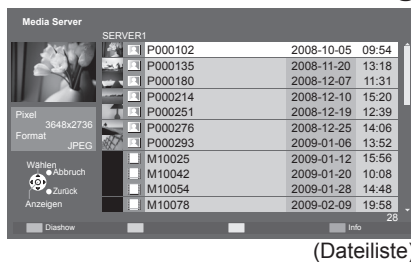 Media Server
SERVER1
P000102 2008-10-05 09:54
P000135 2008-11-20 13:18
P000180 2008-12-07 11:31
P000214 2008-12-10 15:20
P000251 2008-12-19 12:39
P000276 2008-12-25 14:06
P000293 2009-01-06 13:52
M10025 2009-01-12 15:56
M10042 2009-01-20 10:08
M10054 2009-01-28 14:48
M10078 2009-02-09 19:58
Pixel
3648x2736
Format
JPEG
Wählen
Abbruch
Zurück
Anzeigen
28
Diashow
Info
(Dateiliste)